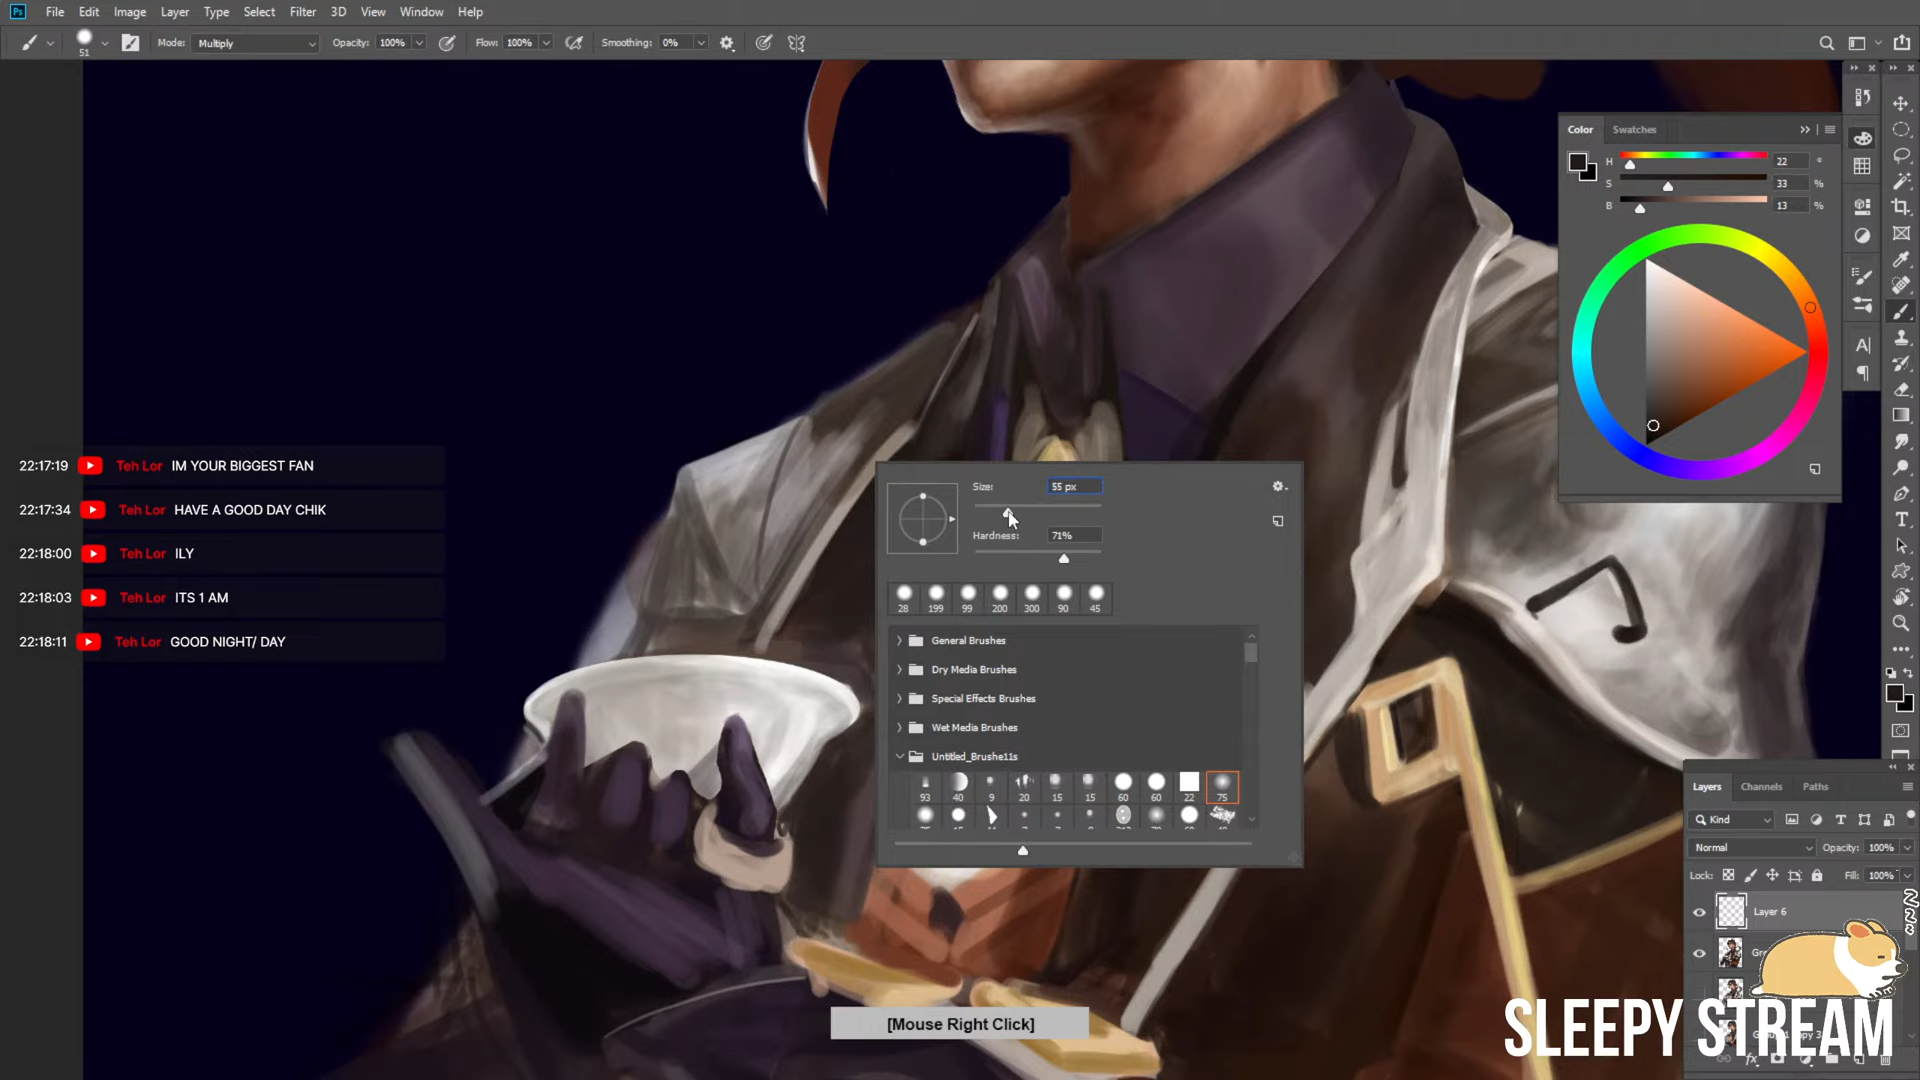 Ps File Edit Image Layer Type Select Filter 3D View Window Help
51 Mode: Multiply Opacity: 100% Flow: 100% Smoothing: 0%
Color Swatches
H 22 °
S 33 %
B 13 %
22:17:19 Teh Lor IM YOUR BIGGEST FAN
22:17:34 Teh Lor HAVE A GOOD DAY CHIK
22:18:00 Teh Lor ILY
22:18:03 Teh Lor ITS 1 AM
22:18:11 Teh Lor GOOD NIGHT/ DAY
Size: 55 px
Hardness: 71%
28 199 99 200 300 90 45
General Brushes
Dry Media Brushes
Special Effects Brushes
Wet Media Brushes
Untitled_Brushe11s
93 40 9 20 15 15 60 60 22 75
Layers Channels Paths
Kind
Normal Opacity: 100%
Lock: Fill: 100%
Layer 6
[Mouse Right Click]
SLEEPY STREAM